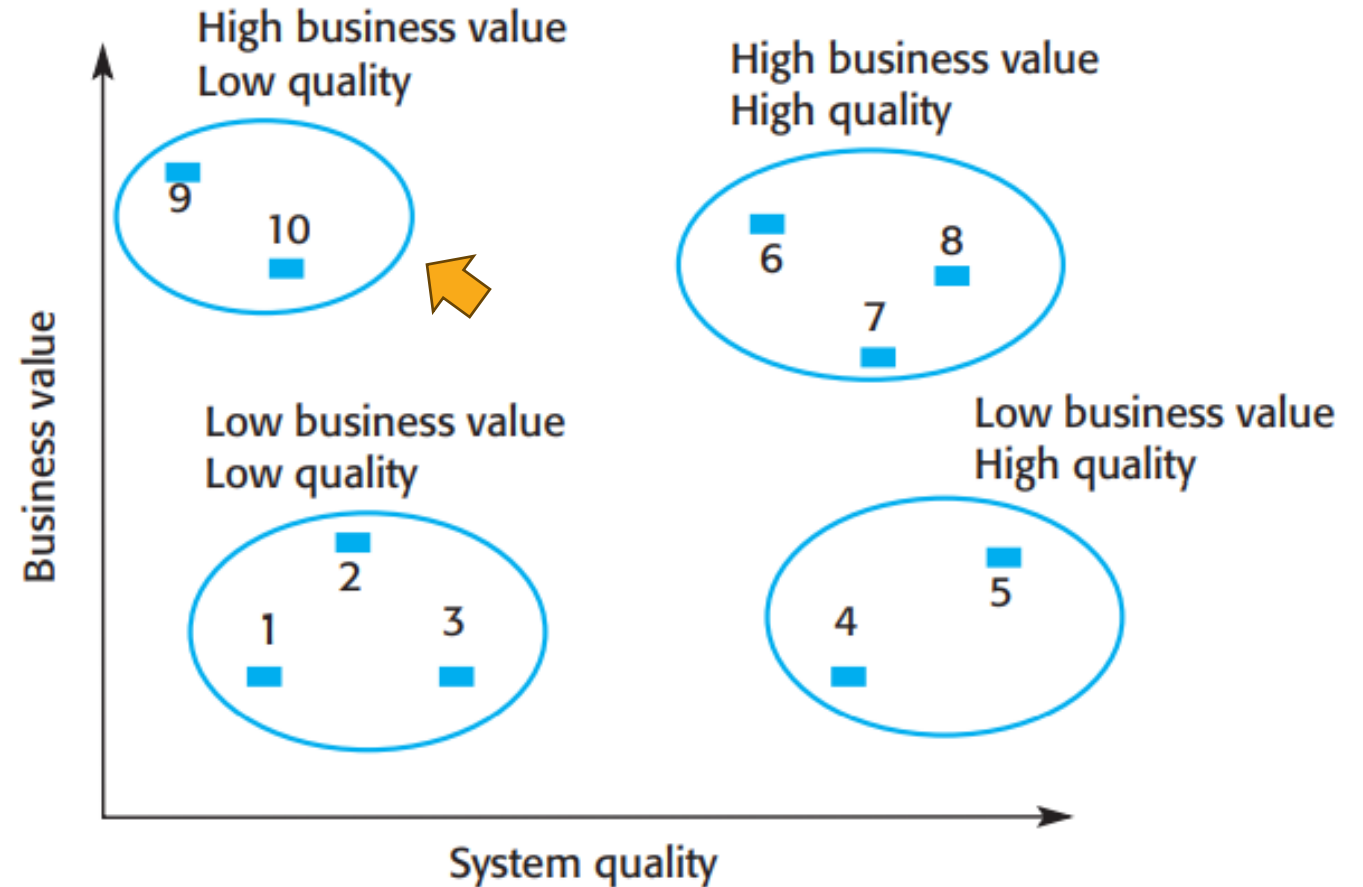 High business value
Low quality
High business value
High quality
9
10
6
8
7
Business value
Low business value
Low quality
Low business value
High quality
2
1
3
5
4
System quality